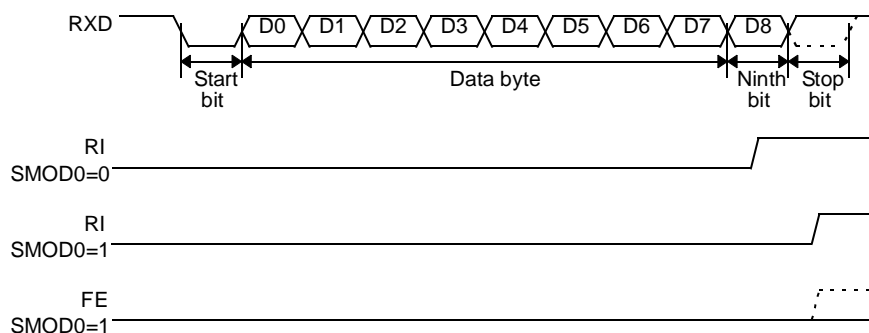 RXD D0 D1 D2 D3 D4 D5 D6 D7 D8
Start bit Data byte Ninth bit Stop bit
RI
SMOD0=0
RI
SMOD0=1
FE
SMOD0=1